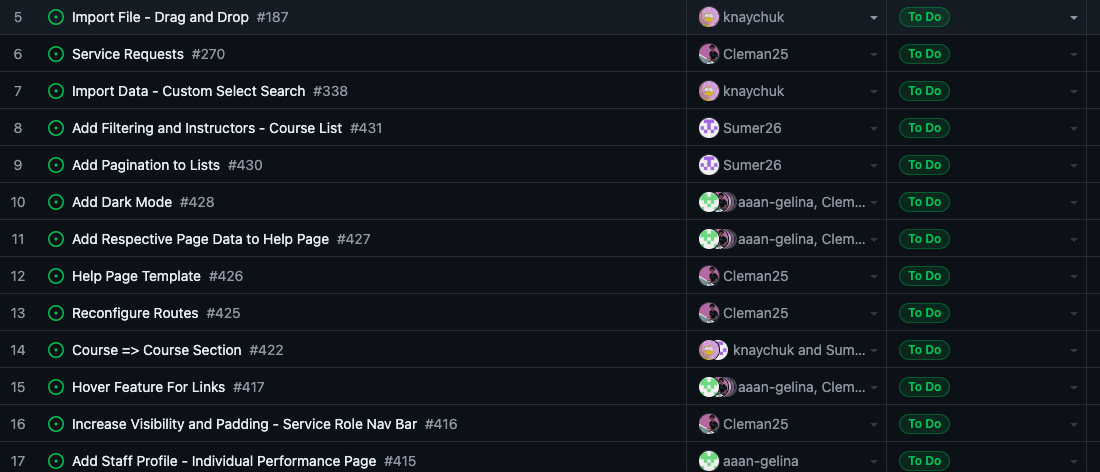 5 Import File - Drag and Drop #187 knaychuk To Do
6 Service Requests #270 Cleman25 To Do
7 Import Data - Custom Select Search #338 knaychuk To Do
8 Add Filtering and Instructors - Course List #431 Sumer26 To Do
9 Add Pagination to Lists #430 Sumer26 To Do
10 Add Dark Mode #428 aaan-gelina, Clem... To Do
11 Add Respective Page Data to Help Page #427 aaan-gelina, Clem... To Do
12 Help Page Template #426 Cleman25 To Do
13 Reconfigure Routes #425 Cleman25 To Do
14 Course => Course Section #422 knaychuk and Sum... To Do
15 Hover Feature For Links #417 aaan-gelina, Clem... To Do
16 Increase Visibility and Padding - Service Role Nav Bar #416 Cleman25 To Do
17 Add Staff Profile - Individual Performance Page #415 aaan-gelina To Do